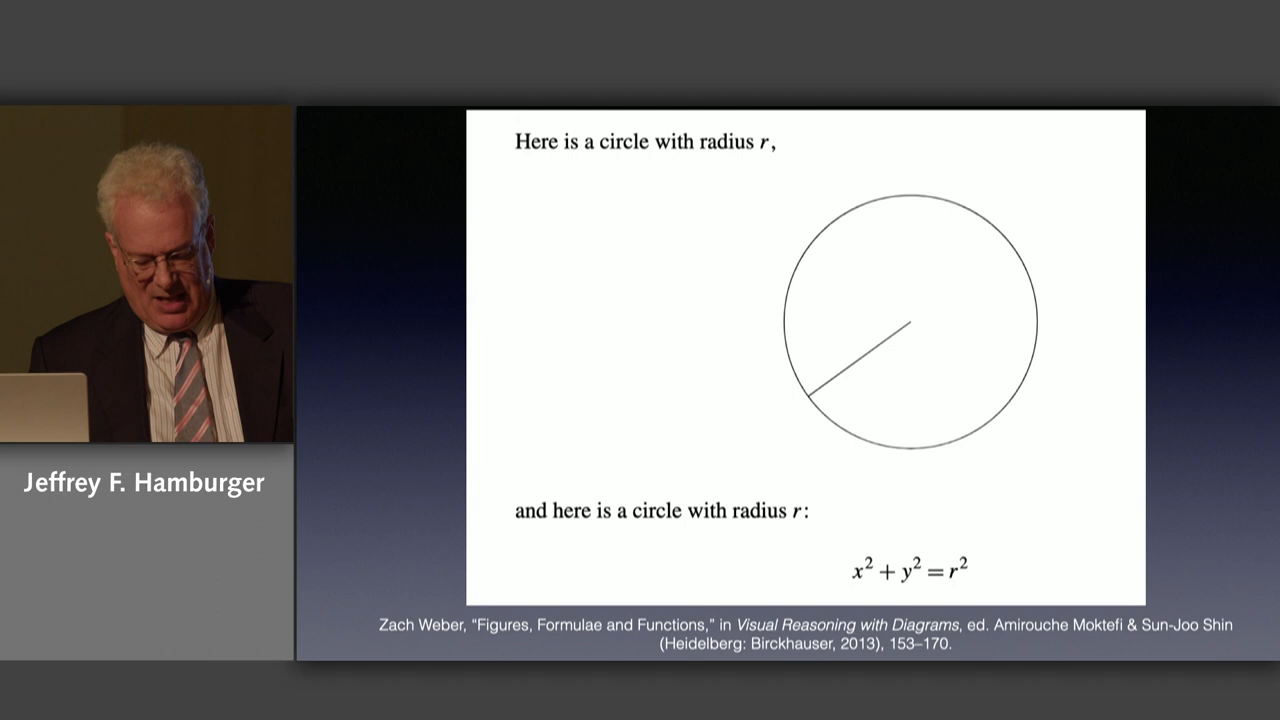 Here is a circle with radius r,
and here is a circle with radius r:
x² + y² = r²
Jeffrey F. Hamburger
Zach Weber, “Figures, Formulae and Functions,” in Visual Reasoning with Diagrams, ed. Amirouche Moktefi & Sun-Joo Shin
(Heidelberg: Birckhauser, 2013), 153–170.